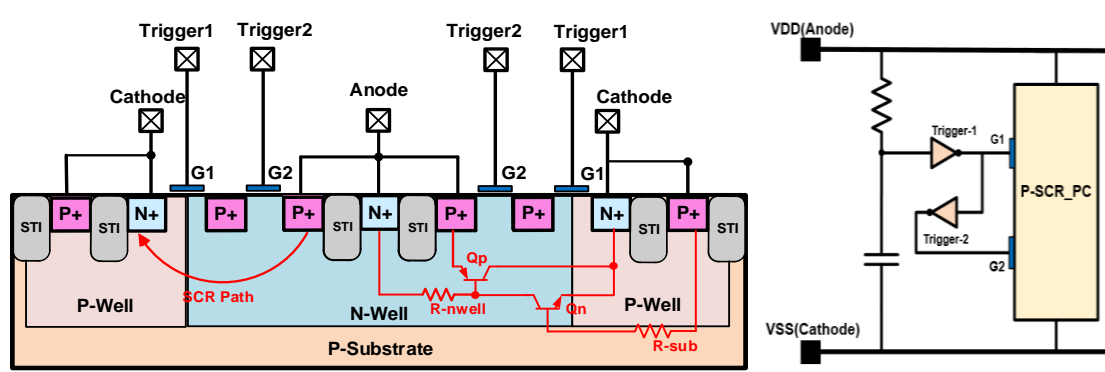 Trigger1 Trigger2 Trigger2 Trigger1
Cathode Anode Cathode
G1 G2 G2 G1
STI P+ STI N+ P+ P+ STI N+ STI P+ P+ N+ STI P+ STI
Qp
SCR Path R-nwell Qn
P-Well N-Well P-Well
R-sub
P-Substrate
VDD(Anode)
Trigger-1 G1
P-SCR_PC
Trigger-2
G2
VSS(Cathode)